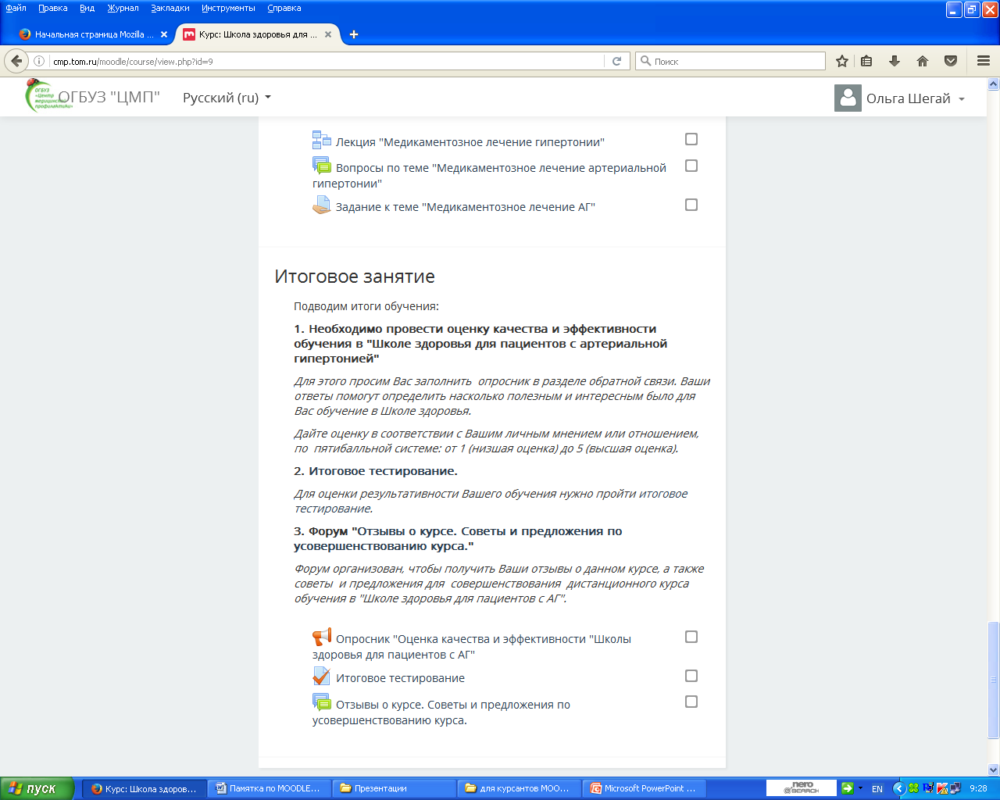 Файл Правка Вид Журнал Закладки Инструменты Справка
Начальная страница Mozilla ...
Курс: Школа здоровья для ...
cmp.tom.ru/moodle/course/view.php?id=9
Поиск
ОГБУЗ "ЦМП"
Русский (ru)
Ольга Шегай
Лекция "Медикаментозное лечение гипертонии"
Вопросы по теме "Медикаментозное лечение артериальной
гипертонии"
Задание к теме "Медикаментозное лечение АГ"
Итоговое занятие
Подводим итоги обучения:
1. Необходимо провести оценку качества и эффективности
обучения в "Школе здоровья для пациентов с артериальной
гипертонией"
Для этого просим Вас заполнить опросник в разделе обратной связи. Ваши
ответы помогут определить насколько полезным и интересным было для
Вас обучение в Школе здоровья.
Дайте оценку в соответствии с Вашим личным мнением или отношением,
по пятибалльной системе: от 1 (низшая оценка) до 5 (высшая оценка).
2. Итоговое тестирование.
Для оценки результативности Вашего обучения нужно пройти итоговое
тестирование.
3. Форум "Отзывы о курсе. Советы и предложения по
усовершенствованию курса."
Форум организован, чтобы получить Ваши отзывы о данном курсе, а также
советы и предложения для совершенствования дистанционного курса
обучения в "Школе здоровья для пациентов с АГ".
Опросник "Оценка качества и эффективности "Школы
здоровья для пациентов с АГ"
Итоговое тестирование
Отзывы о курсе. Советы и предложения по
усовершенствованию курса.
пуск
Курс: Школа здоров...
Памятка по MOODLE...
Презентации
для курсантов MOO...
Microsoft PowerPoint ...
nero
SEARCH
EN
9:28